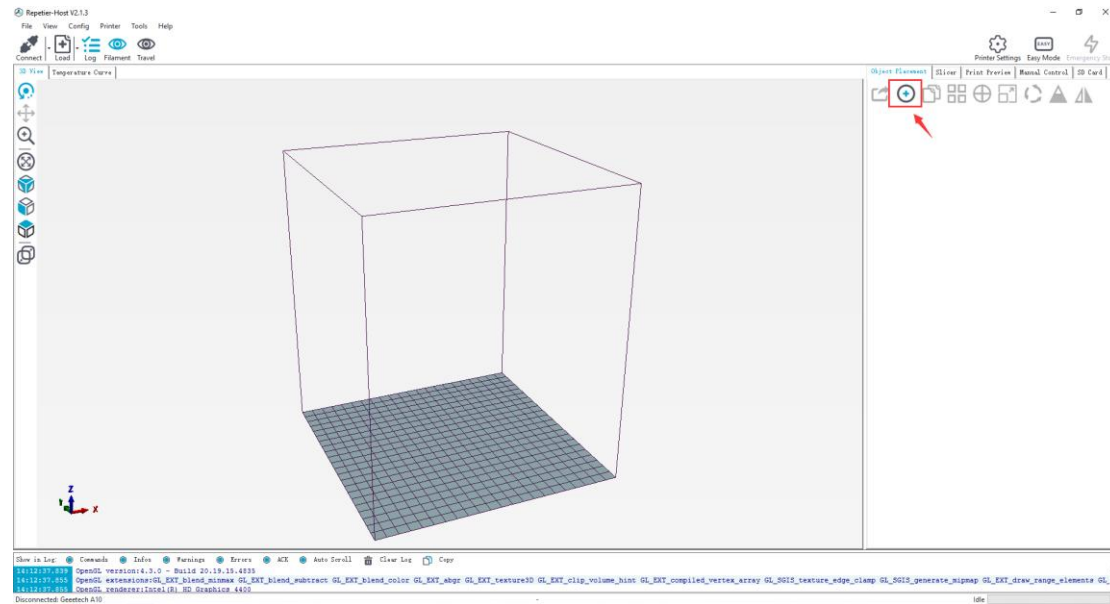 Repetier-Host V2.1.3
File View Config Printer Tools Help
Connect Load Log Filament Travel
Printer Settings Easy Mode Emergency St
EASY
3D View Temperature Curve
Object Placement Slicer Print Preview Manual Control SD Card
Z
Y
X
Show in Log: Commands Infos Warnings Errors ACK Auto Scroll Clear Log Copy
14:12:37.839 OpenGL version:4.3.0 - Build 20.19.15.4835
14:12:37.855 OpenGL extensions:GL_EXT_blend_minmax GL_EXT_blend_subtract GL_EXT_blend_color GL_EXT_abgr GL_EXT_texture3D GL_EXT_clip_volume_hint GL_EXT_compiled_vertex_array GL_SGIS_texture_edge_clamp GL_SGIS_generate_mipmap GL_EXT_draw_range_elements GL_
14:12:37.855 OpenGL renderer:Intel(R) HD Graphics 4400
Disconnected: Geeetech A10
-
Idle